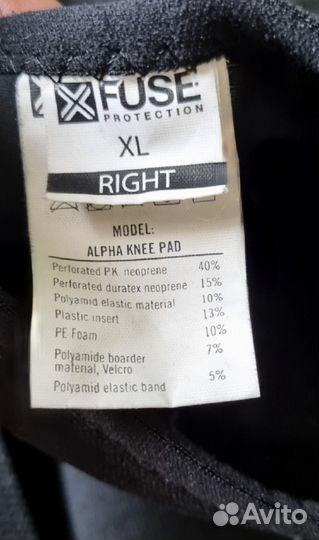 FUSE
PROTECTION
XL
RIGHT
MODEL:
ALPHA KNEE PAD
Perforated PK neoprene 40%
Perforated duratex neoprene 15%
Polyamid elastic material 10%
Plastic insert 13%
PE Foam 10%
Polyamide boarder 7%
material, Velcro
Polyamid elastic band 5%
Avito